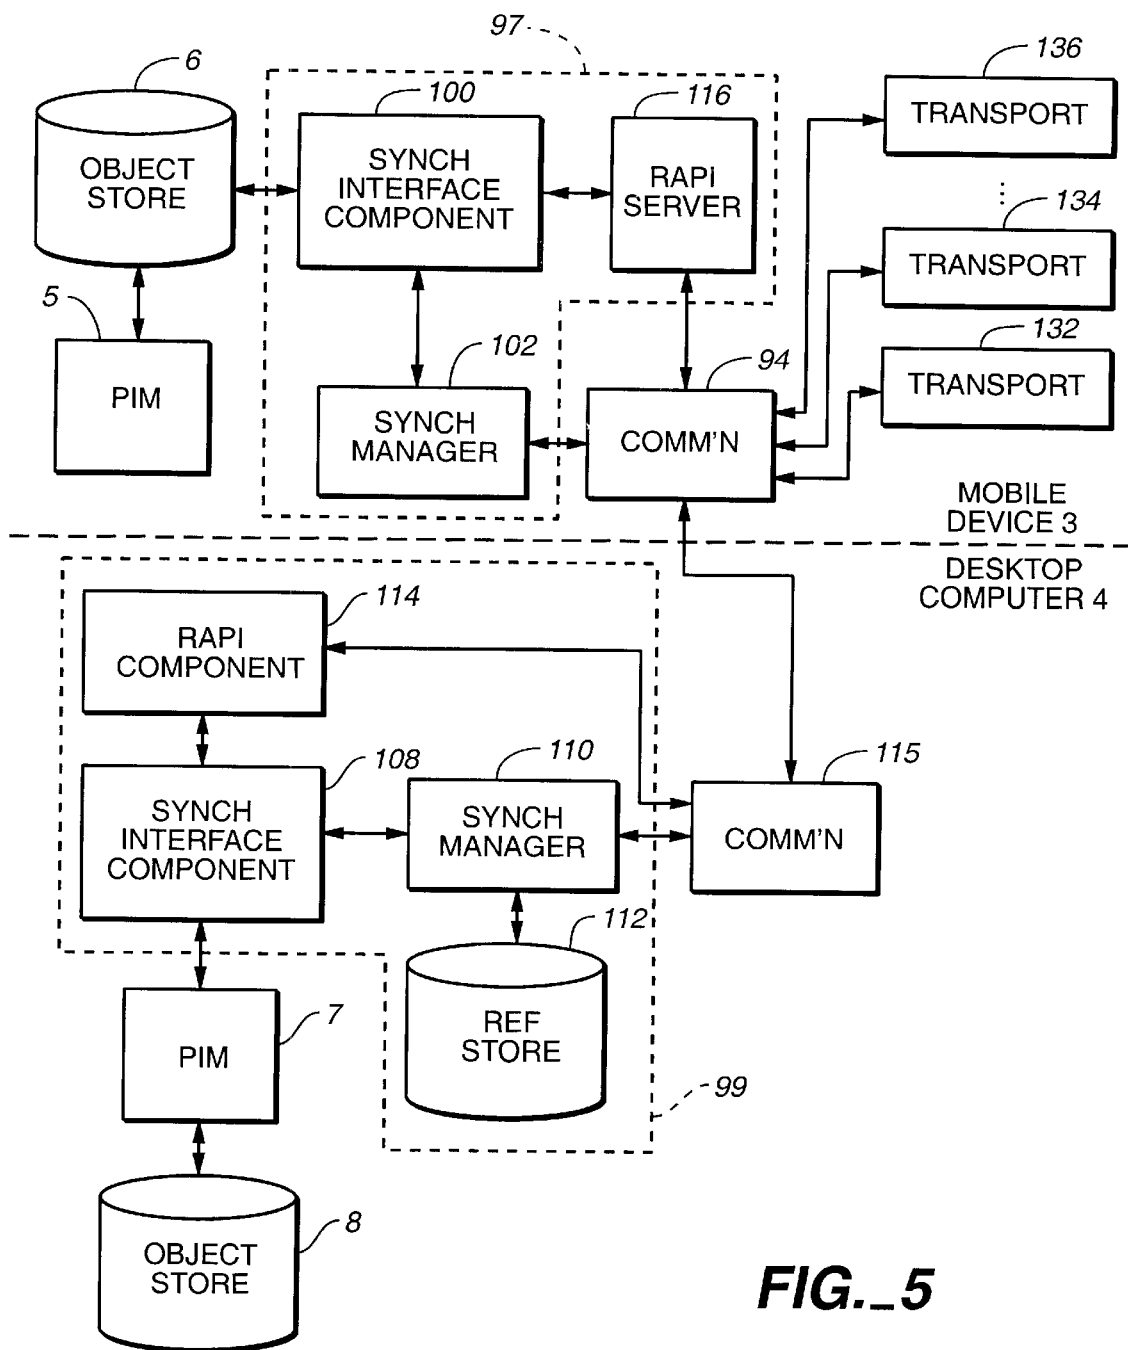 97
6
100
116
136
OBJECT
STORE
SYNCH
INTERFACE
COMPONENT
RAPI
SERVER
TRANSPORT
...
134
TRANSPORT
5
PIM
102
SYNCH
MANAGER
94
COMM'N
132
TRANSPORT
MOBILE
DEVICE 3
DESKTOP
COMPUTER 4
114
RAPI
COMPONENT
108
SYNCH
INTERFACE
COMPONENT
110
SYNCH
MANAGER
115
COMM'N
112
REF
STORE
7
PIM
99
8
OBJECT
STORE
FIG._5